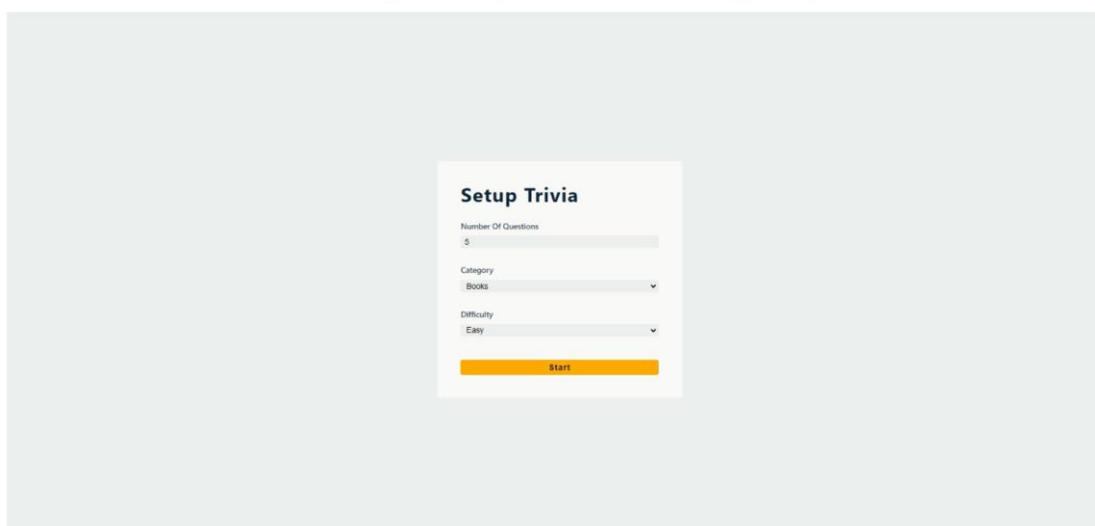 Setup Trivia
Number Of Questions
5
Category
Books
Difficulty
Easy
Start